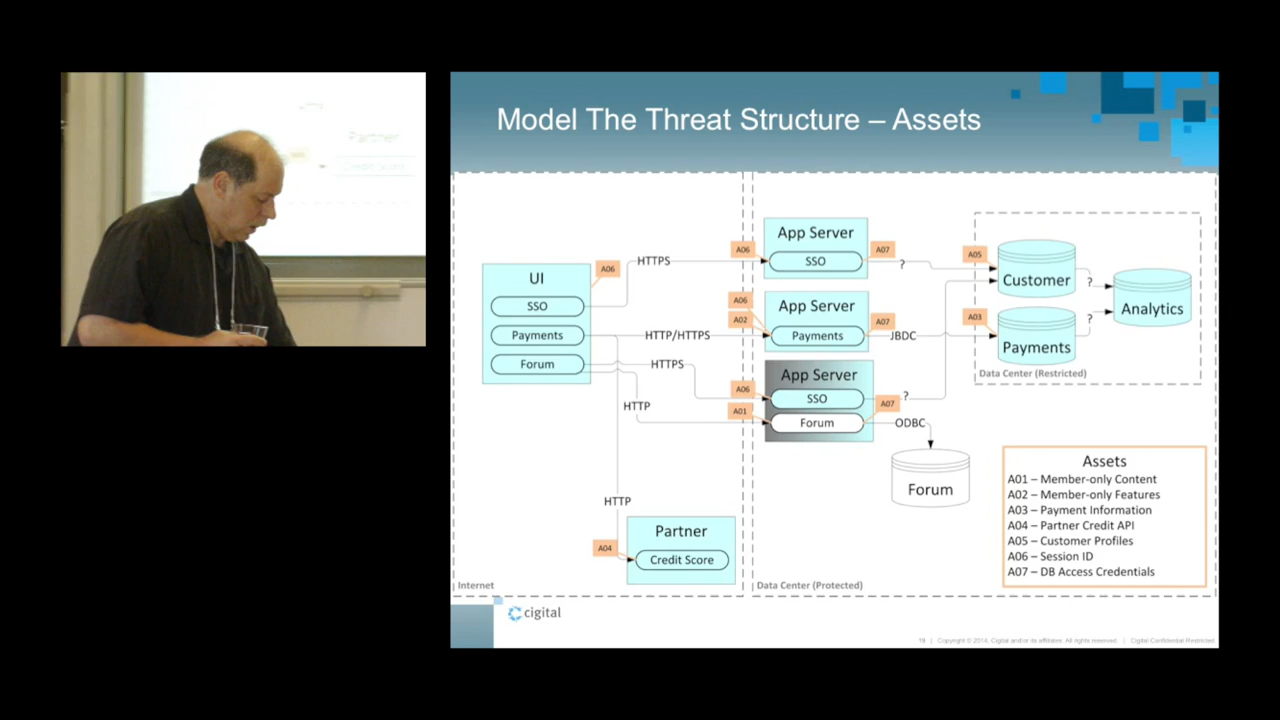 Model The Threat Structure – Assets
UI
SSO
Payments
Forum
A06
HTTPS
HTTP/HTTPS
HTTPS
HTTP
HTTP
A06
App Server
SSO
A07
?
A06
A02
App Server
Payments
A07
JBDC
A06
A01
App Server
SSO
Forum
A07
?
ODBC
Forum
A05
Customer
A03
Payments
?
?
Analytics
Data Center (Restricted)
Partner
Credit Score
A04
Internet
Data Center (Protected)
Assets
A01 – Member-only Content
A02 – Member-only Features
A03 – Payment Information
A04 – Partner Credit API
A05 – Customer Profiles
A06 – Session ID
A07 – DB Access Credentials
cigital
19 | Copyright © 2014, Cigital and/or its affiliates. All rights reserved. | Cigital Confidential Restricted.